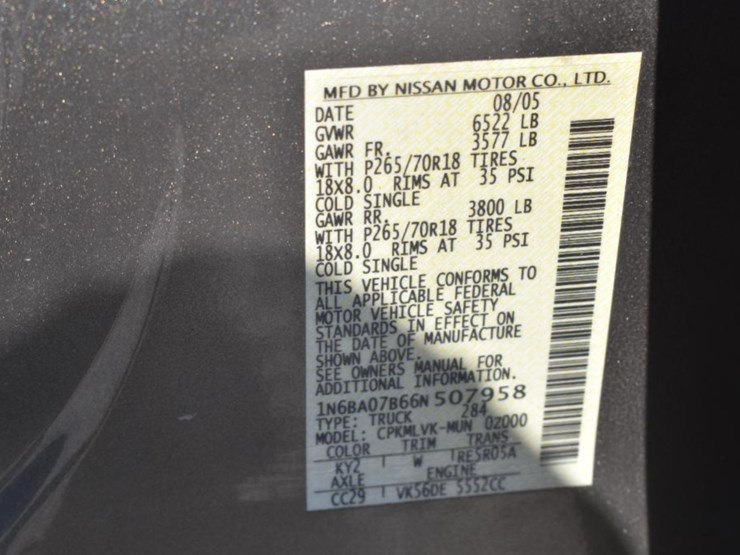 MFD BY NISSAN MOTOR CO., LTD.
DATE 08/05
GVWR 6522 LB
GAWR FR. 3577 LB
WITH P265/70R18 TIRES
18X8.0 RIMS AT 35 PSI
COLD SINGLE
GAWR RR. 3800 LB
WITH P265/70R18 TIRES
18X8.0 RIMS AT 35 PSI
COLD SINGLE
THIS VEHICLE CONFORMS TO
ALL APPLICABLE FEDERAL
MOTOR VEHICLE SAFETY
STANDARDS IN EFFECT ON
THE DATE OF MANUFACTURE
SHOWN ABOVE.
SEE OWNERS MANUAL FOR
ADDITIONAL INFORMATION.
1N6BA07B66N507958
TYPE: TRUCK 284
MODEL: CPKMLVK-MUN 0Z000
COLOR TRIM TRANS
KY2 W RE5R05A
AXLE ENGINE
CC29 VK56DE 5552CC